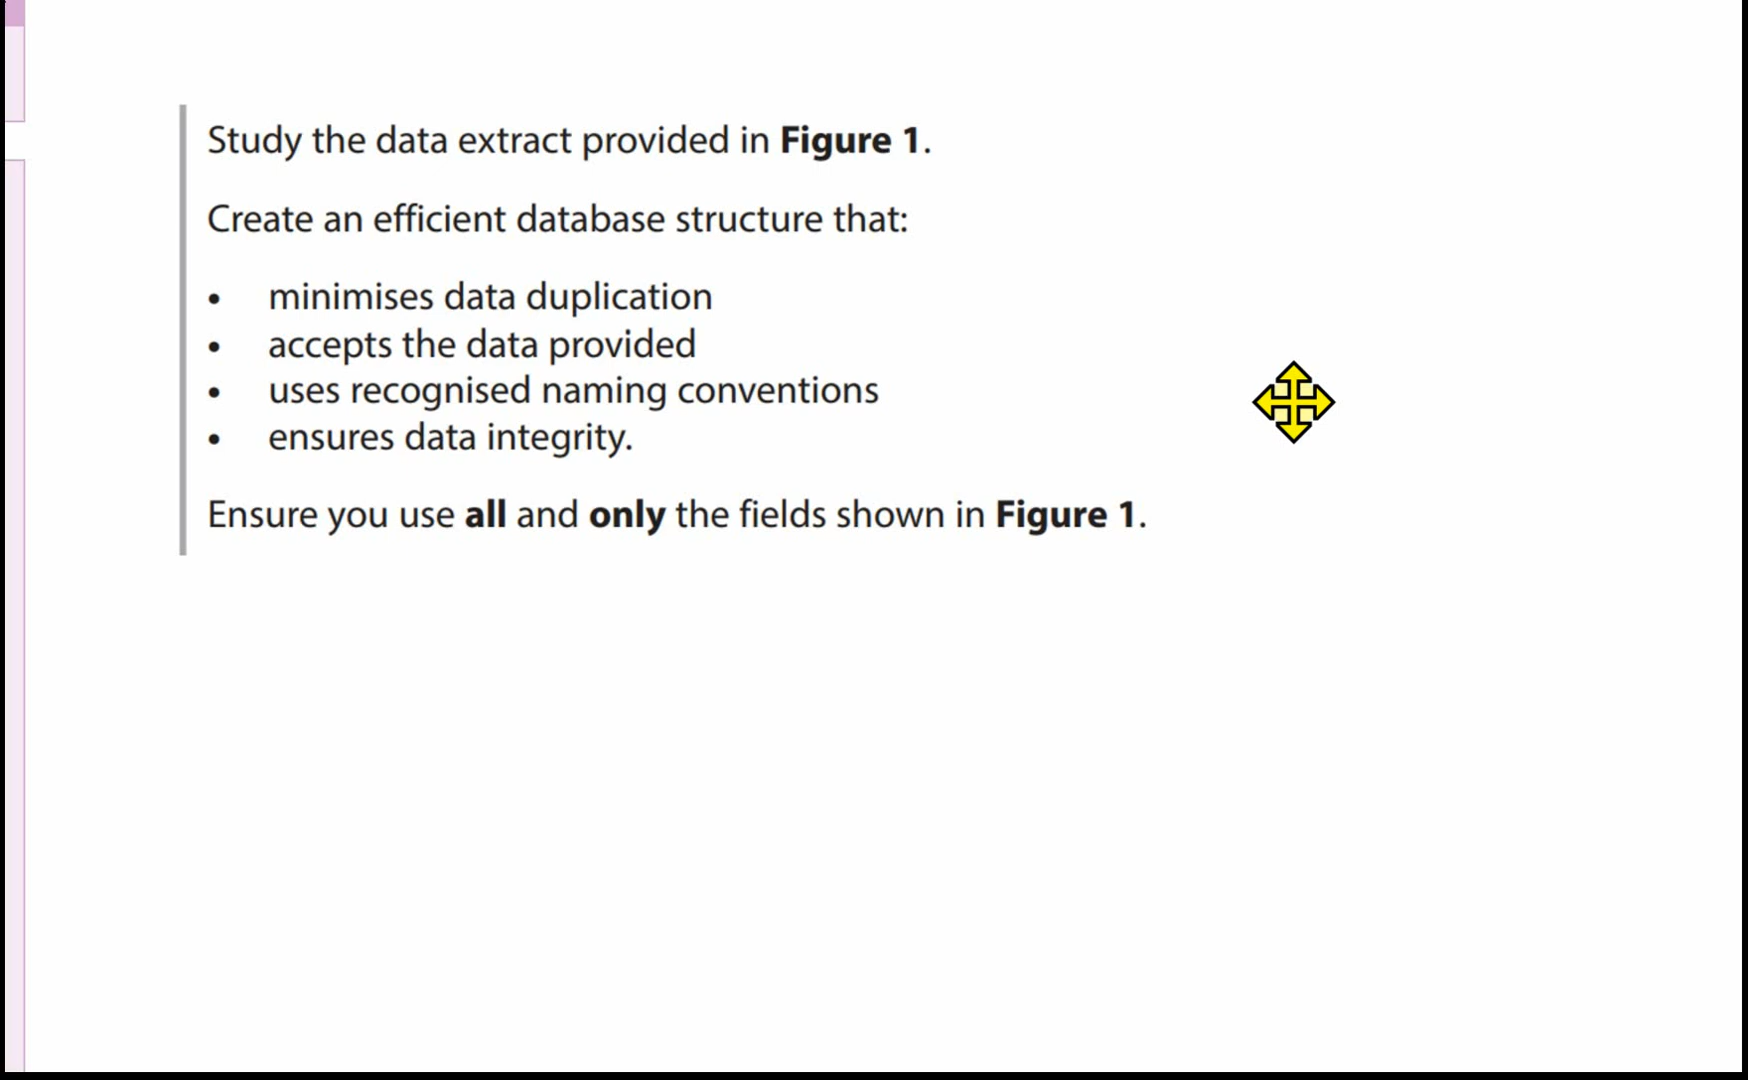 Study the data extract provided in Figure 1.
Create an efficient database structure that:
• minimises data duplication
• accepts the data provided
• uses recognised naming conventions
• ensures data integrity.
Ensure you use all and only the fields shown in Figure 1.